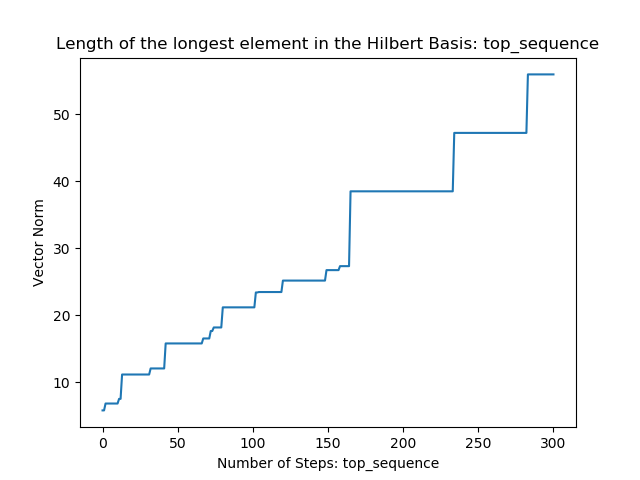 Length of the longest element in the Hilbert Basis: top_sequence
50
40
30
20
10
Vector Norm
0 50 100 150 200 250 300
Number of Steps: top_sequence